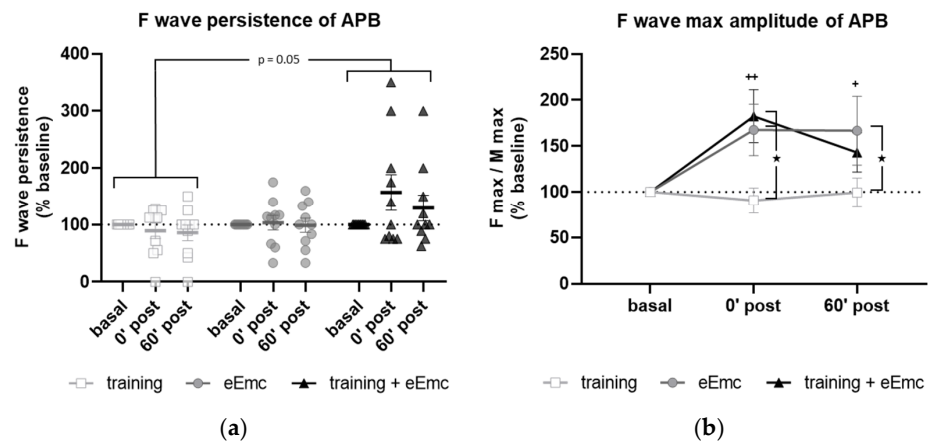 F wave persistence of APB
F wave persistence
(% baseline)
400
300
200
100
0
p = 0.05
basal
0' post
60' post
basal
0' post
60' post
basal
0' post
60' post
training
eEmc
training + eEmc
(a)
F wave max amplitude of APB
F max / M max
(% baseline)
250
200
150
100
50
0
++
+
★
★
basal
0' post
60' post
training
eEmc
training + eEmc
(b)